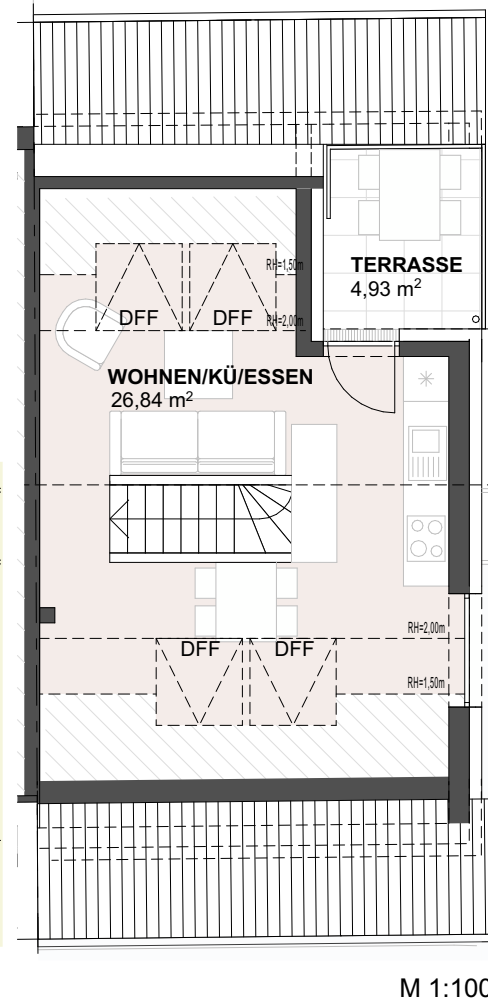 RH=1,50m
TERRASSE
4,93 m²
DFF DFF
RH=2,00m
WOHNEN/KÜ/ESSEN
26,84 m²
RH=2,00m
DFF DFF
RH=1,50m
M 1:100